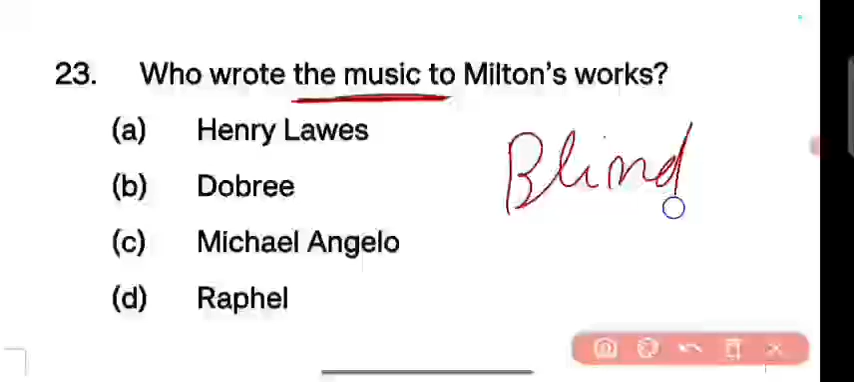 23. Who wrote the music to Milton's works?
(a) Henry Lawes
Blind
(b) Dobree
(c) Michael Angelo
(d) Raphel